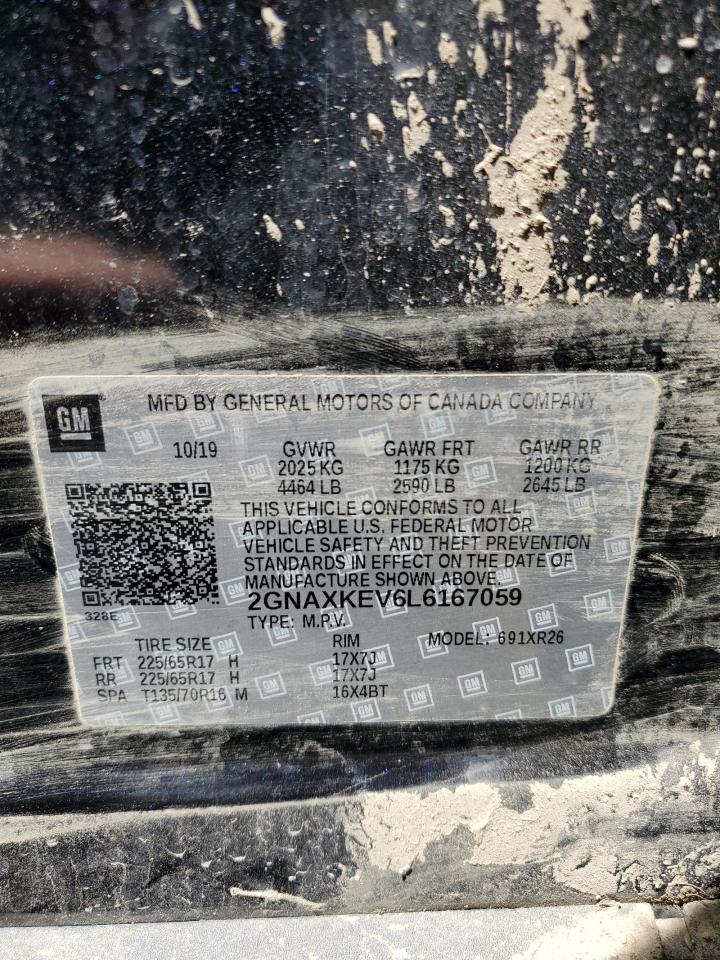 GM
MFD BY GENERAL MOTORS OF CANADA COMPANY
10/19 GVWR GAWR FRT GAWR RR
2025 KG 1175 KG 1200 KG
4464 LB 2590 LB 2645 LB
THIS VEHICLE CONFORMS TO ALL
APPLICABLE U.S. FEDERAL MOTOR
VEHICLE SAFETY AND THEFT PREVENTION
STANDARDS IN EFFECT ON THE DATE OF
MANUFACTURE SHOWN ABOVE.
2GNAXKEV6L6167059
328E
TYPE: M.P.V. MODEL: 691XR26
TIRE SIZE RIM
FRT 225/65R17 H 17X7J
RR 225/65R17 H 17X7J
SPA T135/70R16 M 16X4BT